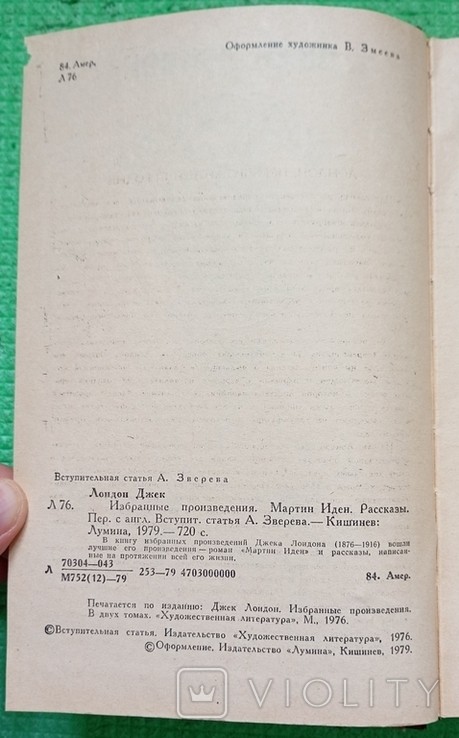 Оформление художника В. Змеева
84. Амер.
Л 76
Вступительная статья А. Зверева
Лондон Джек
Л 76. Избранные произведения. Мартин Иден. Рассказы.
Пер. с англ. Вступит. статья А. Зверева.— Кишинев:
Лумина, 1979.— 720 с.
В книгу избранных произведений Джека Лондона (1876—1916) вошли
лучшие его произведения — роман «Мартин Иден» и рассказы, написан-
ные на протяжении всей его жизни.
Л 70304—043
М752(12)—79 253—79 4703000000 84. Амер.
Печатается по изданию: Джек Лондон. Избранные произведения.
В двух томах. «Художественная литература», М., 1976.
©Вступительная статья. Издательство «Художественная литература», 1976.
©Оформление. Издательство «Лумина», Кишинев, 1979.
VIOLITY